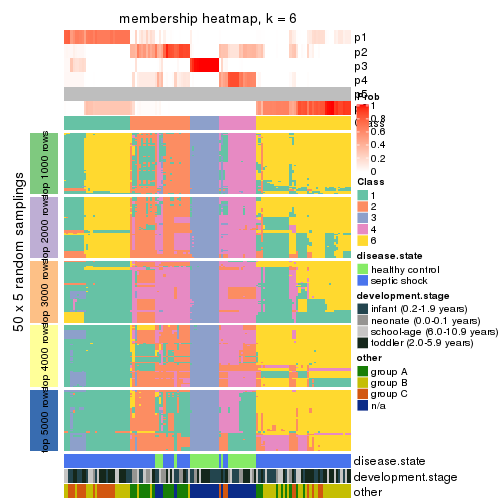 membership heatmap, k = 6
p1
p2
p3
p4
p5
Prob
1
0.8
0.6
0.4
0.2
0
Class
50 x 5 random samplings
top 1000 rows
top 2000 rows
top 3000 rows
top 4000 rows
top 5000 rows
Class
1
2
3
4
6
disease.state
healthy control
septic shock
development.stage
infant (0.2-1.9 years)
neonate (0.0-0.1 years)
school-age (6.0-10.9 years)
toddler (2.0-5.9 years)
other
group A
group B
group C
n/a
disease.state
development.stage
other